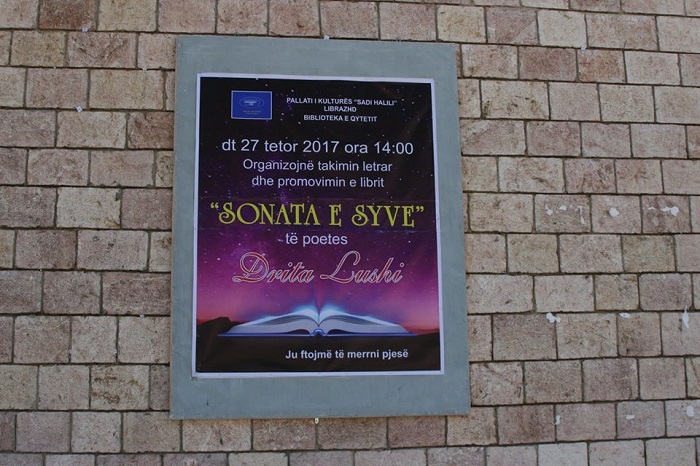 PALLATI I KULTURËS "SADI HALILI"
LIBRAZHD
BIBLIOTEKA E QYTETIT
dt 27 tetor 2017 ora 14:00
Organizojnë takimin letrar
dhe promovimin e librit
"SONATA E SYVE"
të poetes
Drita Lushi
Ju ftojmë të merrni pjesë